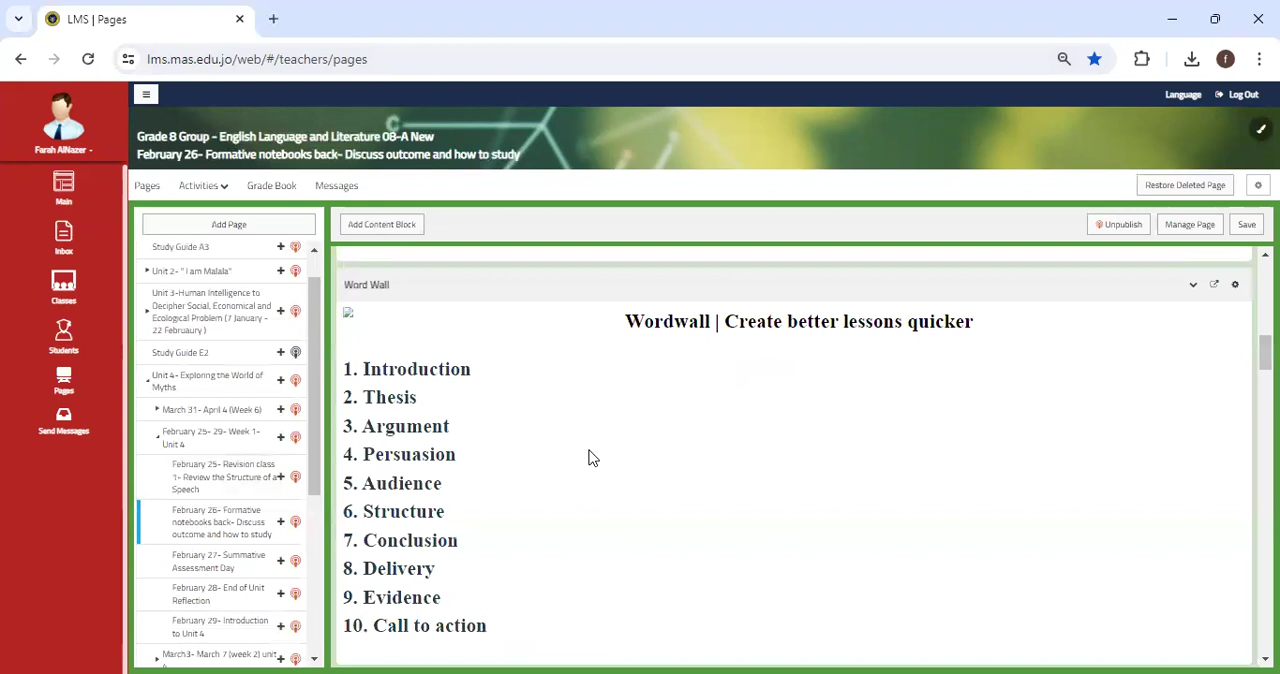 LMS | Pages
lms.mas.edu.jo/web/#/teachers/pages
f
Language
Log Out
Farah AlNazer
Grade 8 Group - English Language and Literature 08-A New
February 26- Formative notebooks back- Discuss outcome and how to study
Pages
Activities
Grade Book
Messages
Restore Deleted Page
Main
Inbox
Classes
Students
Pages
Send Messages
Add Page
Study Guide A3
Unit 2- " I am Malala"
Unit 3-Human Intelligence to
Decipher Social, Economical and
Ecological Problem (7 January -
22 Februaury )
Study Guide E2
Unit 4- Exploring the World of
Myths
March 31- April 4 (Week 6)
February 25- 29- Week 1-
Unit 4
February 25- Revision class
1- Review the Structure of a
Speech
February 26- Formative
notebooks back- Discuss
outcome and how to study
February 27- Summative
Assessment Day
February 28- End of Unit
Reflection
February 29- Introduction
to Unit 4
March3- March 7 (week 2) unit
Add Content Block
Unpublish
Manage Page
Save
Word Wall
Wordwall | Create better lessons quicker
1. Introduction
2. Thesis
3. Argument
4. Persuasion
5. Audience
6. Structure
7. Conclusion
8. Delivery
9. Evidence
10. Call to action